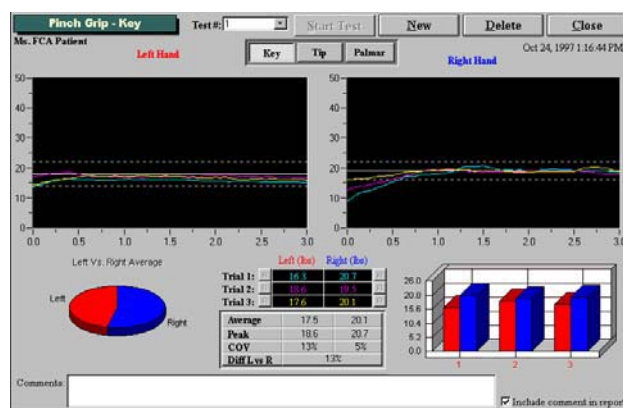 Pinch Grip - Key
Test #: 1
Start Test
New
Delete
Close
Ms. FCA Patient
Left Hand
Key
Tip
Palmar
Oct 24, 1997 1:16:44 PM
Right Hand
50
40
30
20
10
0
0.0 0.5 1.0 1.5 2.0 2.5 3.0
50
40
30
20
10
0
0.0 0.5 1.0 1.5 2.0 2.5 3.0
Left Vs. Right Average
Left
Right
Left (lbs) Right (lbs)
Trial 1: 16.3 20.7
Trial 2: 18.6 19.5
Trial 3: 17.6 20.1
Average 17.5 20.1
Peak 18.6 20.7
COV 13% 5%
Diff L vs R 13%
26.0
20.8
15.6
10.4
5.2
0.0
1 2 3
Comments:
Include comment in report